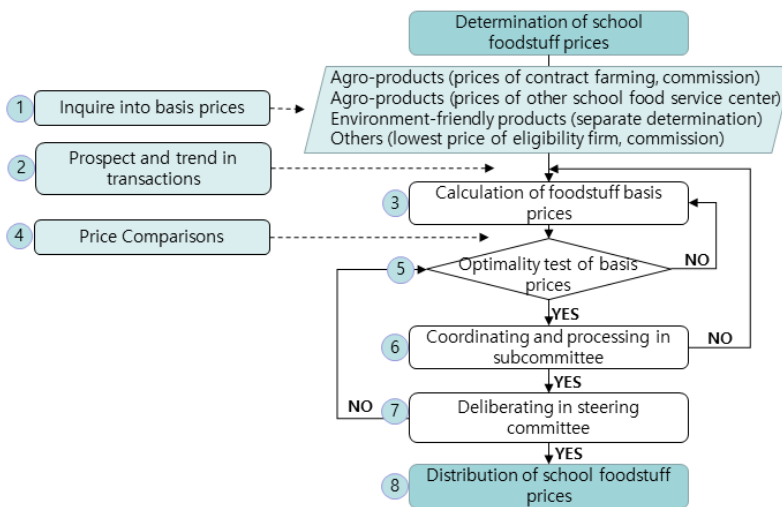 Determination of school
foodstuff prices
Agro-products (prices of contract farming, commission)
Agro-products (prices of other school food service center)
Environment-friendly products (separate determination)
Others (lowest price of eligibility firm, commission)
1
Inquire into basis prices
2
Prospect and trend in
transactions
3
Calculation of foodstuff basis
prices
4
Price Comparisons
5
Optimality test of basis
prices
NO
YES
6
Coordinating and processing in
subcommittee
NO
YES
7
Deliberating in steering
committee
NO
YES
8
Distribution of school foodstuff
prices